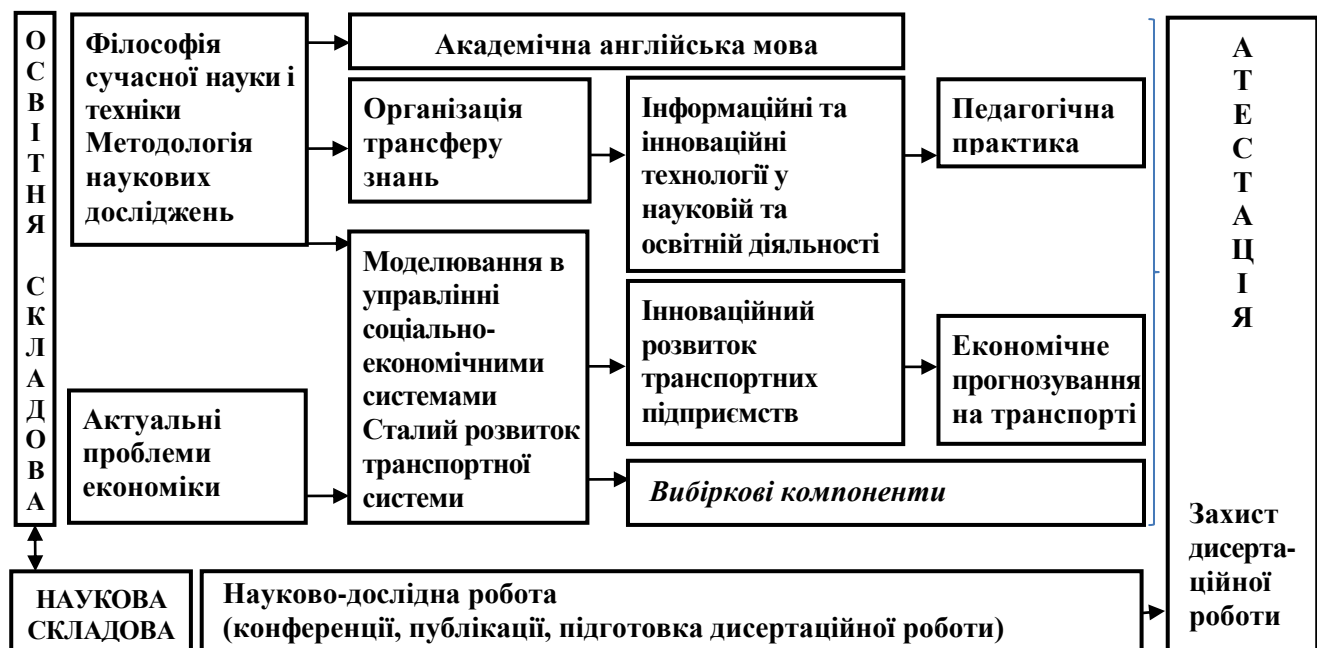 ОСВІТНЯ СКЛАДОВА
Філософія
сучасної науки і
техніки
Методологія
наукових
досліджень
Академічна англійська мова
Організація
трансферу
знань
Інформаційні та
інноваційні
технології у
науковій та
освітній діяльності
Педагогічна
практика
Актуальні
проблеми
економіки
Моделювання в
управлінні
соціально-
економічними
системами
Сталий розвиток
транспортної
системи
Інноваційний
розвиток
транспортних
підприємств
Економічне
прогнозування
на транспорті
Вибіркові компоненти
АТЕСТАЦІЯ
Захист
дисерта-
ційної
роботи
НАУКОВА
СКЛАДОВА
Науково-дослідна робота
(конференції, публікації, підготовка дисертаційної роботи)